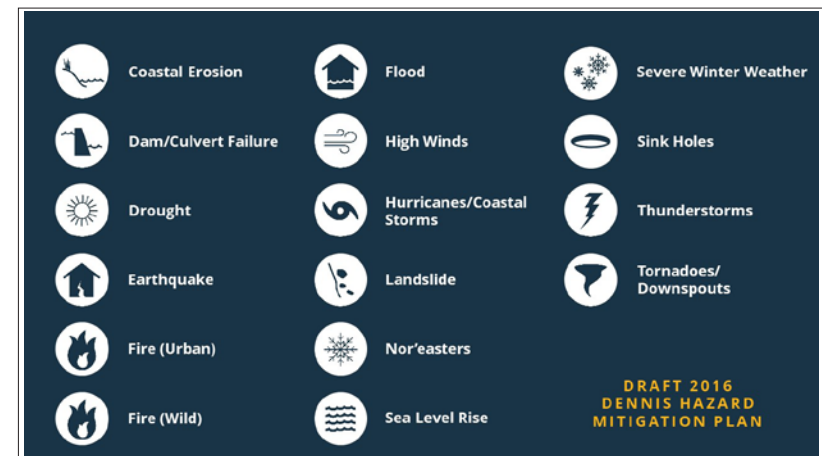 Coastal Erosion
Dam/Culvert Failure
Drought
Earthquake
Fire (Urban)
Fire (Wild)
Flood
High Winds
Hurricanes/Coastal
Storms
Landslide
Nor'easters
Sea Level Rise
Severe Winter Weather
Sink Holes
Thunderstorms
Tornadoes/
Downspouts
DRAFT 2016
DENNIS HAZARD
MITIGATION PLAN